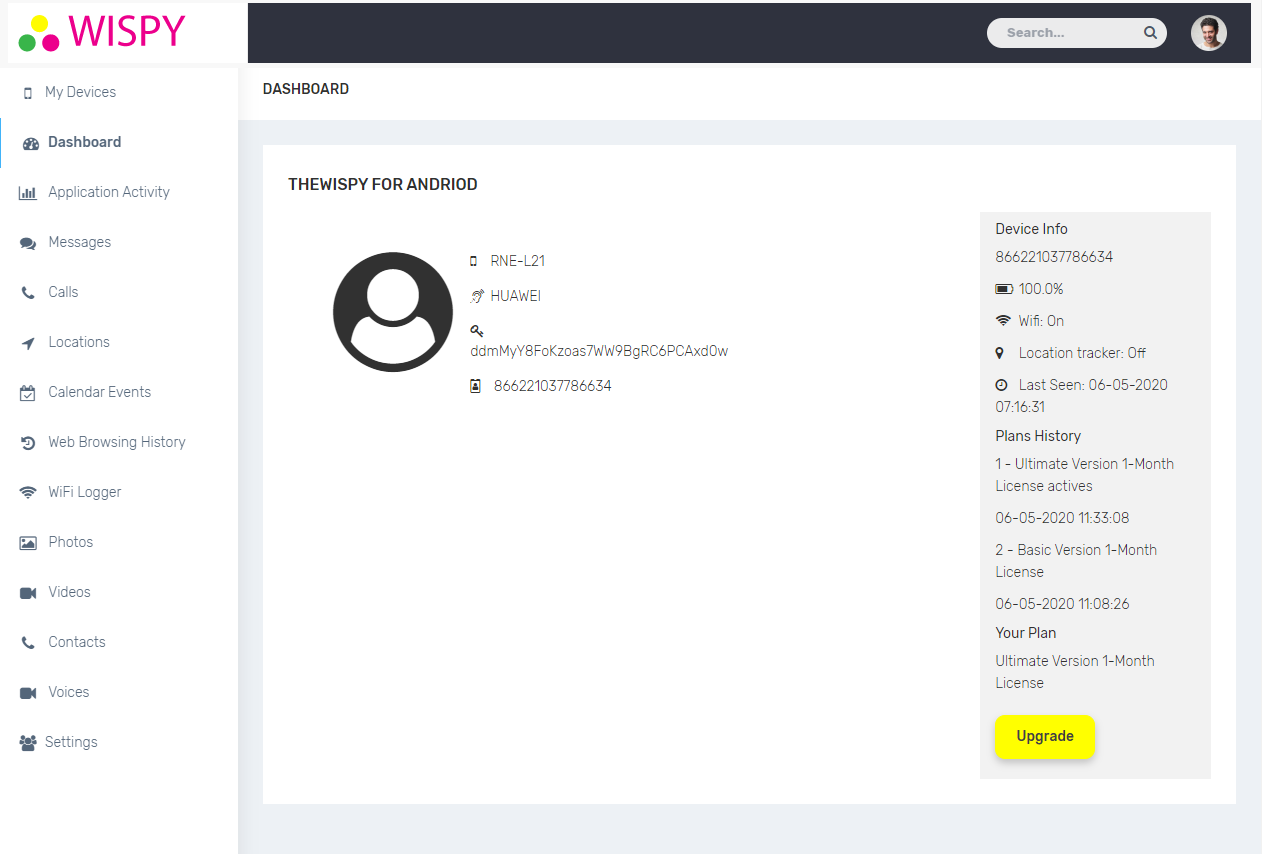 WISPY
Search...
My Devices
Dashboard
Application Activity
Messages
Calls
Locations
Calendar Events
Web Browsing History
WiFi Logger
Photos
Videos
Contacts
Voices
Settings
DASHBOARD
THEWISPY FOR ANDRIOD
RNE-L21
HUAWEI
ddmMyY8FoKzoas7WW9BgRC6PCAxd0w
866221037786634
Device Info
866221037786634
100.0%
Wifi: On
Location tracker: Off
Last Seen: 06-05-2020
07:16:31
Plans History
1 - Ultimate Version 1-Month
License actives
06-05-2020 11:33:08
2 - Basic Version 1-Month
License
06-05-2020 11:08:26
Your Plan
Ultimate Version 1-Month
License
Upgrade